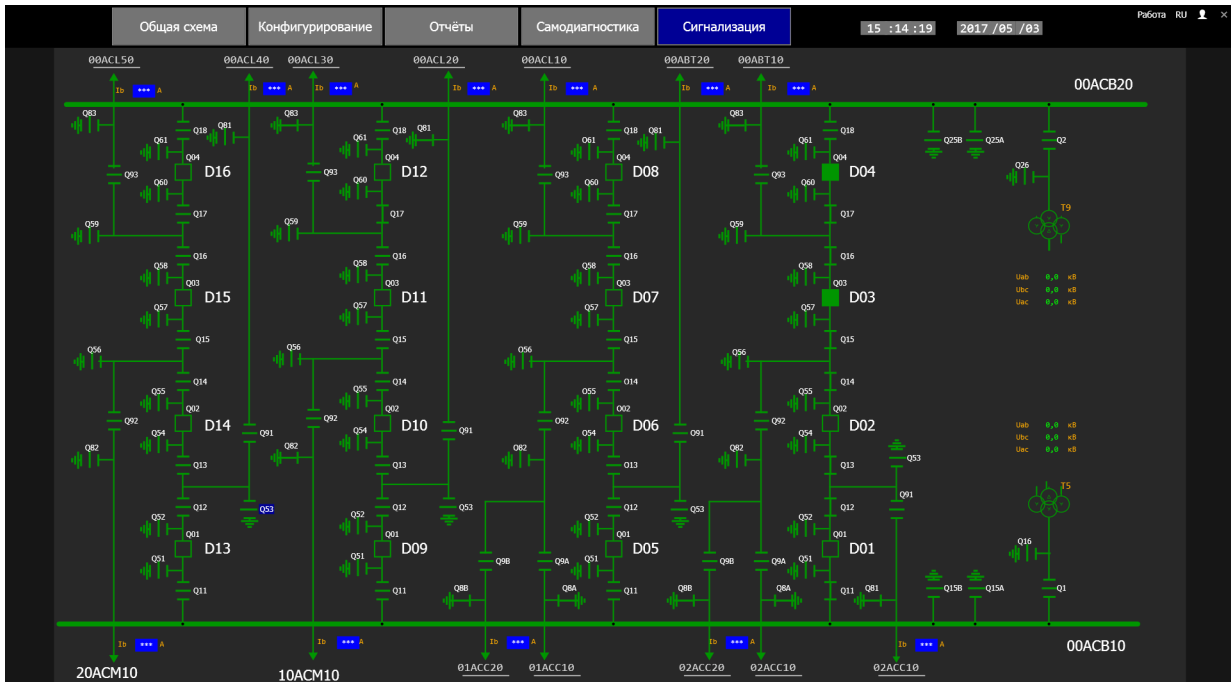 Работа RU ×
Общая схема Конфигурирование Отчёты Самодиагностика Сигнализация 15 :14 :19 2017 /05 /03
00ACL50 00ACL40 00ACL30 00ACL20 00ACL10 00ABT20 00ABT10
Ib *** A Ib *** A Ib *** A Ib *** A Ib *** A Ib *** A Ib *** A
00ACB20
Q83 Q81 Q83 Q81 Q83 Q81 Q83
Q18 Q18 Q18 Q18
Q61 Q61 Q61 Q61 Q25B Q25A Q2
Q04 Q04 Q04 Q04
D16 D12 D08 D04
Q93 Q93 Q93 Q93 Q26
Q60 Q60 Q60 Q60
Q17 Q17 Q17 Q17 T9
Q59 Q59 Q59 Q59
Q16 Q16 Q16 Q16
Q58 Q58 Q58 Q58
Uab 0,0 кВ
Q03 Q03 Q03 Q03
Ubc 0,0 кВ
D15 D11 D07 D03
Uac 0,0 кВ
Q57 Q57 Q57 Q57
Q15 Q15 Q15 Q15
Q56 Q56 Q56 Q56
Q14 Q14 Q14 Q14
Q55 Q55 Q55 Q55
Q02 Q02 Q02 Q02
Q92 Q92 Q92 Q92
D14 D10 D06 D02
Uab 0,0 кВ
Q54 Q91 Q54 Q91 Q54 Q91 Q54
Ubc 0,0 кВ
Q82 Q82 Q82 Q82
Uac 0,0 кВ
Q13 Q13 Q13 Q13 Q53
T5
Q91
Q12 Q53 Q12 Q53 Q12 Q53 Q12
Q52 Q52 Q52 Q52
Q01 Q01 Q01 Q01
D13 D09 D05 D01
Q16
Q51 Q51 Q9B Q9A Q51 Q9B Q9A Q51
Q11 Q11 Q8B Q8A Q11 Q8B Q8A Q11 Q81 Q15B Q15A Q1
Ib *** A Ib *** A Ib *** A Ib *** A Ib *** A
00ACB10
20ACM10 10ACM10 01ACC20 01ACC10 02ACC20 02ACC10 02ACC10